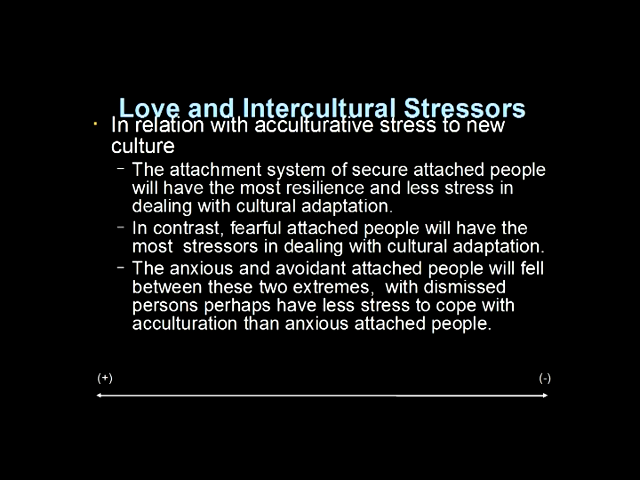 Love and Intercultural Stressors
· In relation with acculturative stress to new
culture
– The attachment system of secure attached people
will have the most resilience and less stress in
dealing with cultural adaptation.
– In contrast, fearful attached people will have the
most stressors in dealing with cultural adaptation.
– The anxious and avoidant attached people will fell
between these two extremes, with dismissed
persons perhaps have less stress to cope with
acculturation than anxious attached people.
(+) (-)